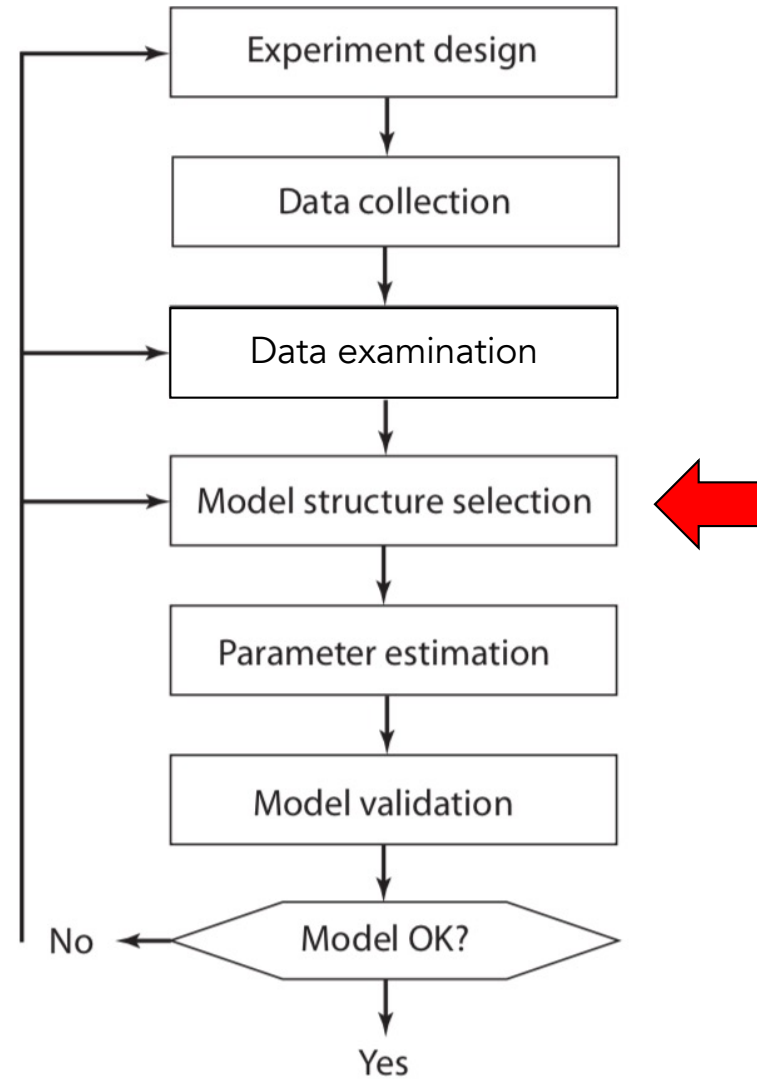 Experiment design
Data collection
Data examination
Model structure selection
Parameter estimation
Model validation
Model OK?
No
Yes